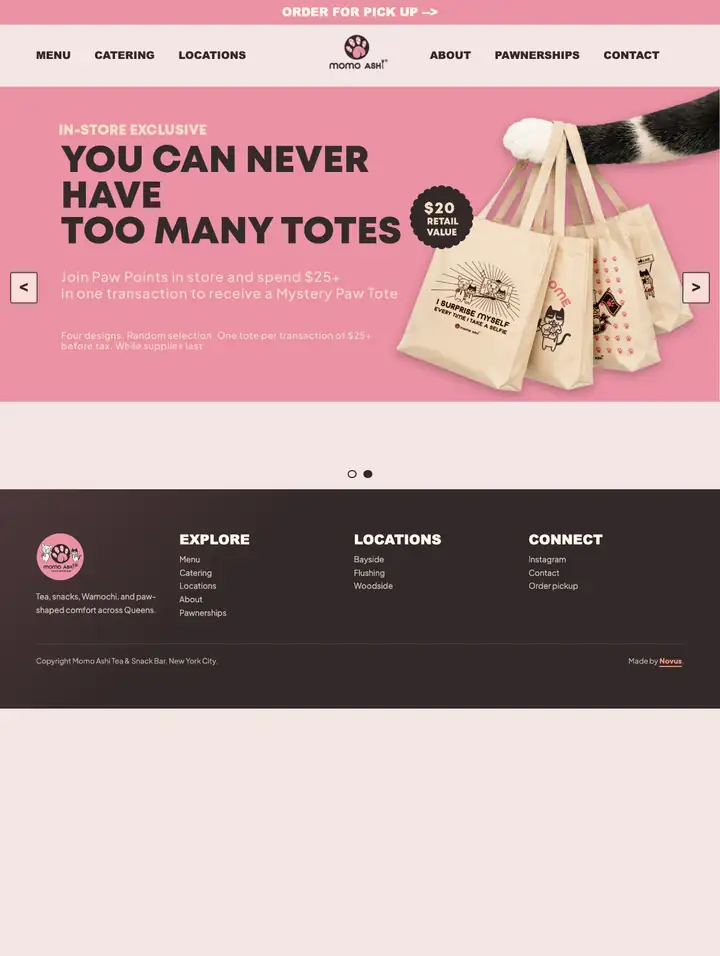 ORDER FOR PICK UP -->
MENU
CATERING
LOCATIONS
momo ASHI
ABOUT
PAWNERSHIPS
CONTACT
IN-STORE EXCLUSIVE
YOU CAN NEVER
HAVE
TOO MANY TOTES
$20
RETAIL
VALUE
Join Paw Points in store and spend $25+
in one transaction to receive a Mystery Paw Tote
Four designs. Random selection. One tote per transaction of $25+
before tax. While supplies last
<
>
I SURPRISE MYSELF
EVERY TIME I TAKE A SELFIE
momo ASHI
EXPLORE
Menu
Catering
Locations
About
Pawnerships
LOCATIONS
Bayside
Flushing
Woodside
CONNECT
Instagram
Contact
Order pickup
momo ASHI
Tea, snacks, Wamochi, and paw-
shaped comfort across Queens.
Copyright Momo Ashi Tea & Snack Bar. New York City.
Made by Novus.